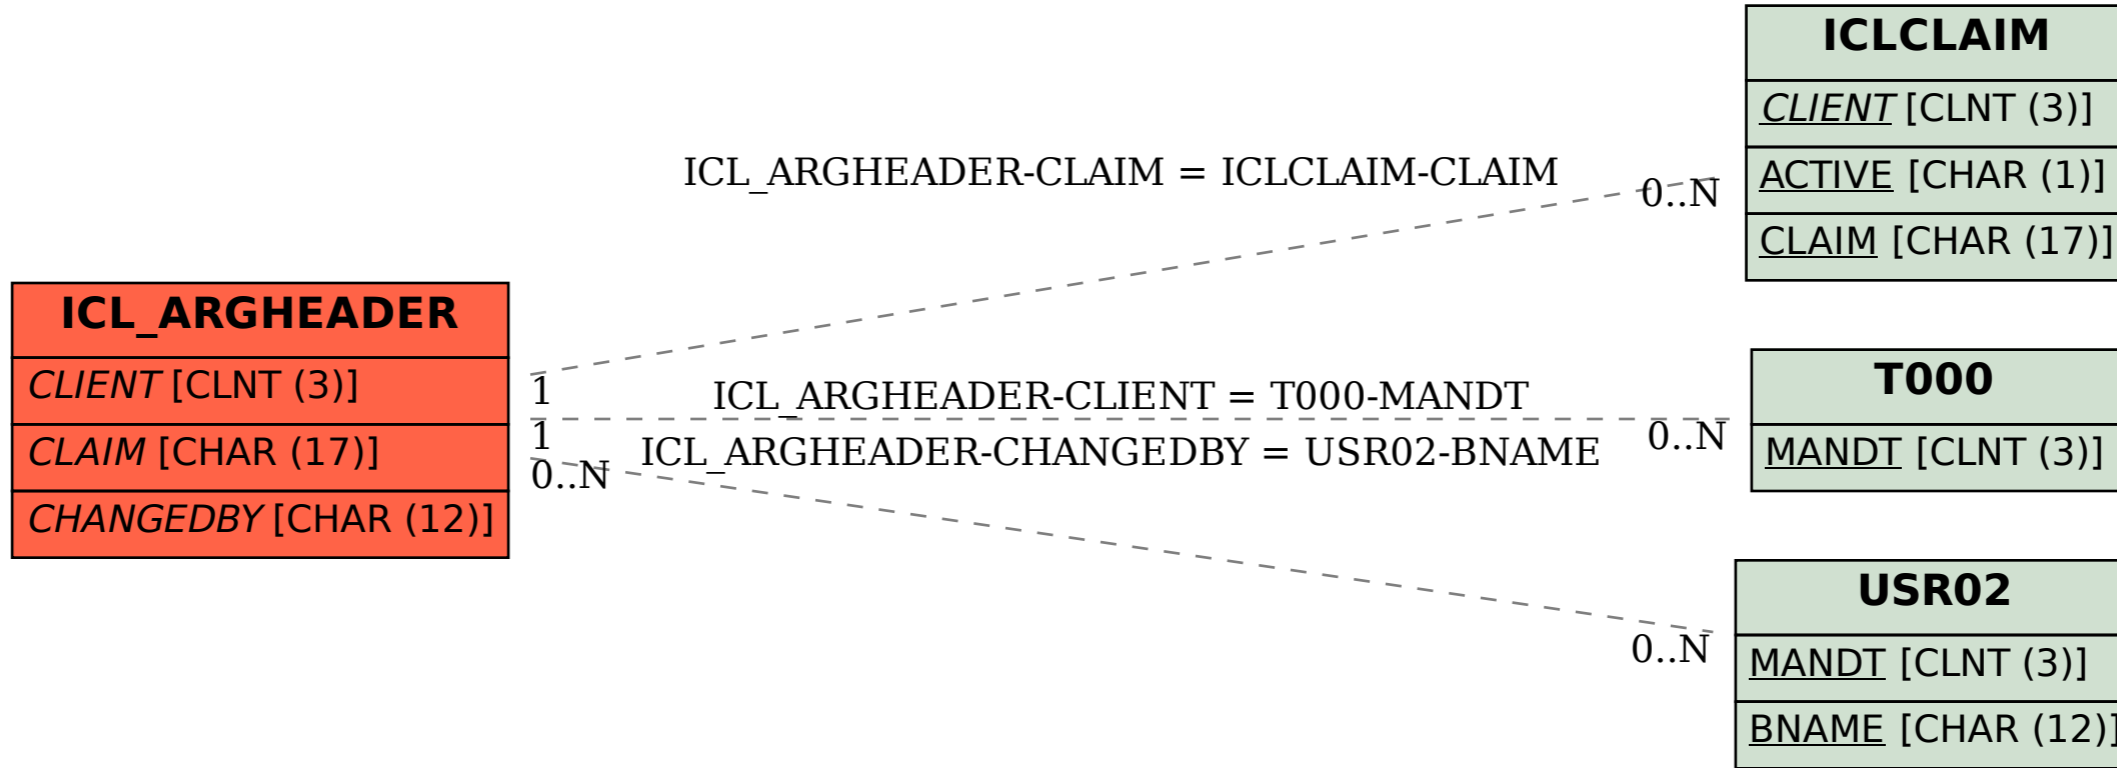 ICLCLAIM
CLIENT [CLNT (3)]
ACTIVE [CHAR (1)]
CLAIM [CHAR (17)]
ICL_ARGHEADER-CLAIM = ICLCLAIM-CLAIM
0..N
ICL_ARGHEADER
CLIENT [CLNT (3)]
CLAIM [CHAR (17)]
CHANGEDBY [CHAR (12)]
1
ICL_ARGHEADER-CLIENT = T000-MANDT
1
0..N
ICL_ARGHEADER-CHANGEDBY = USR02-BNAME
0..N
T000
MANDT [CLNT (3)]
0..N
USR02
MANDT [CLNT (3)]
BNAME [CHAR (12)]